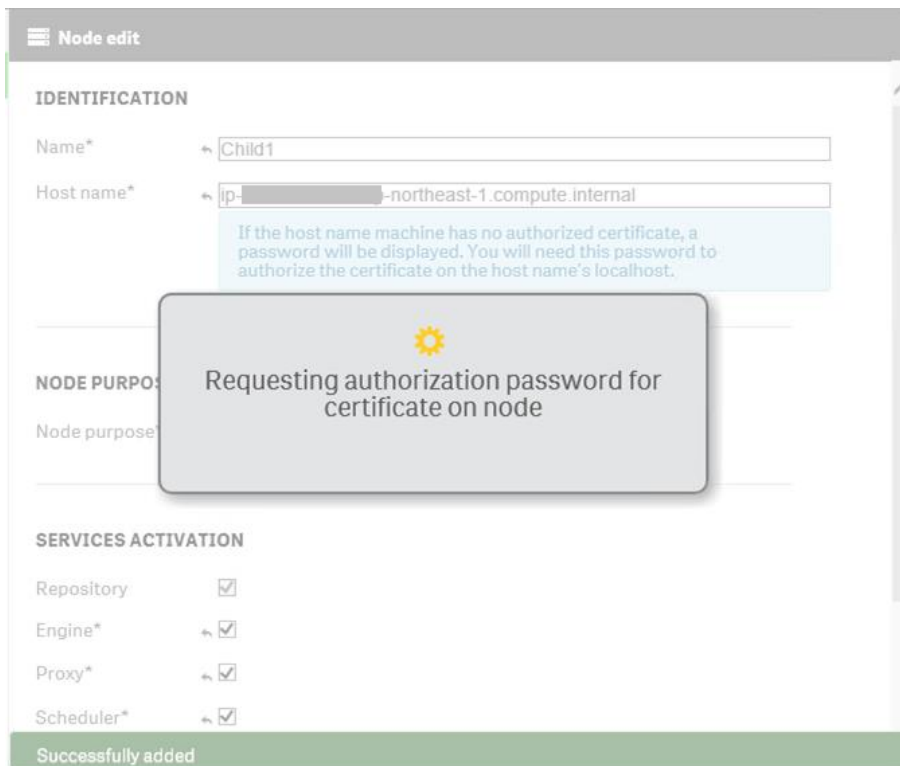 Node edit
IDENTIFICATION
Name*
Child1
Host name*
ip-
-northeast-1.compute.internal
If the host name machine has no authorized certificate, a
password will be displayed. You will need this password to
authorize the certificate on the host name's localhost.
Requesting authorization password for
certificate on node
NODE
Node purpose
SERVICES ACTIVATION
Repository
Engine*
Proxy*
Scheduler*
Successfully added